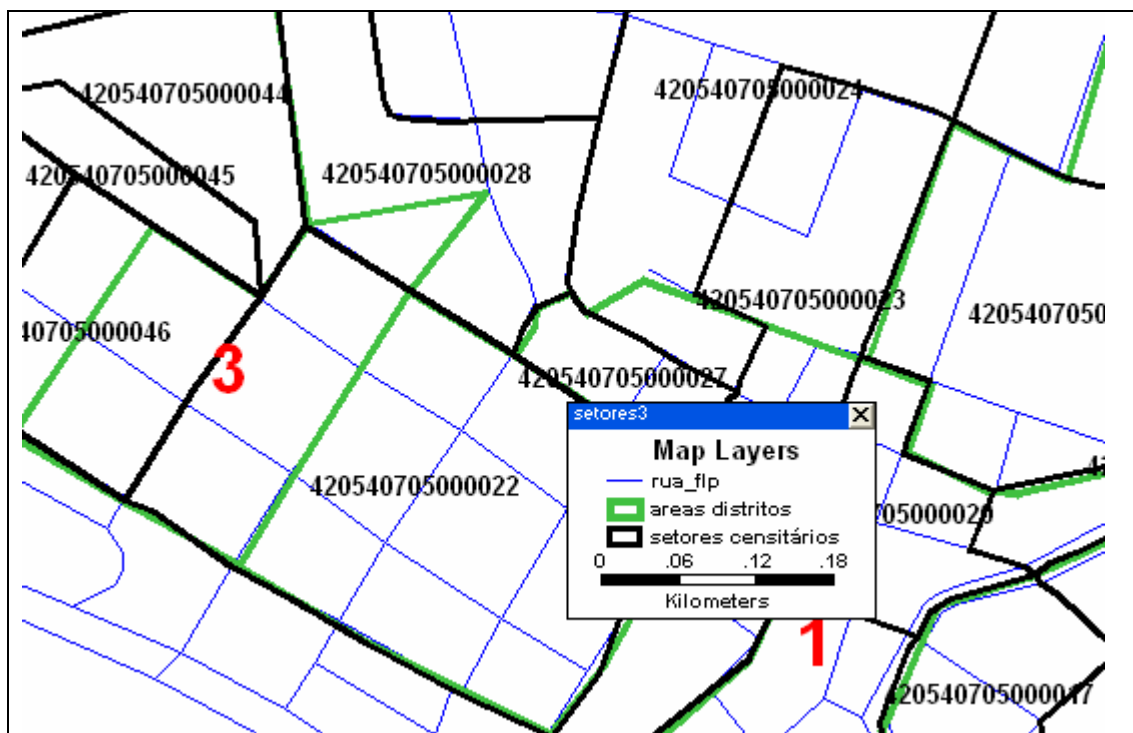 420540705000044
420540705000024
420540705000045
420540705000028
420540705000023
4205407050
40705000046
3
420540705000027
setores3
Map Layers
rua_flp
areas distritos
setores censitários
0 .06 .12 .18
Kilometers
420540705000022
05000029
1
420540705000017